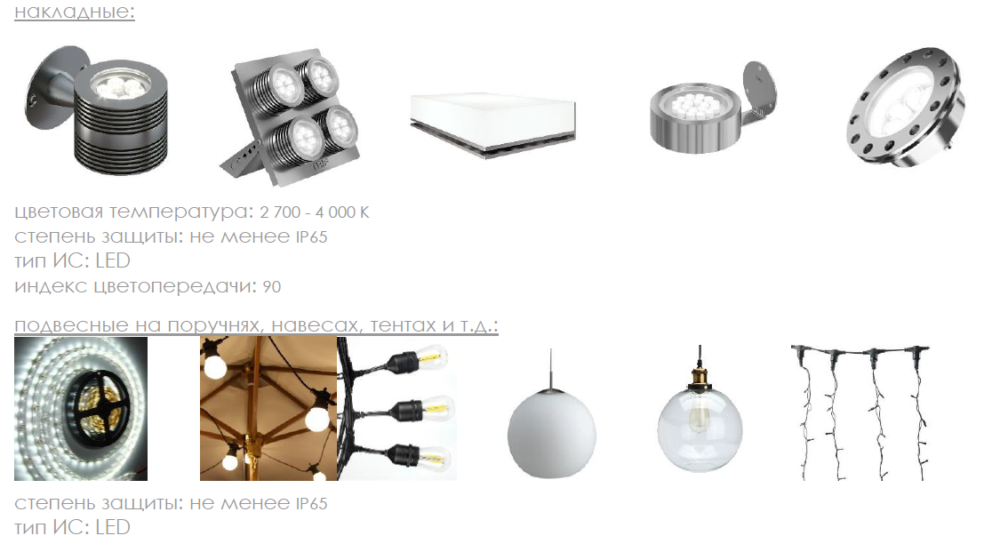 накладные:
цветовая температура: 2 700 - 4 000 K
степень защиты: не менее IP65
тип ИС: LED
индекс цветопередачи: 90
подвесные на поручнях, навесах, тентах и т.д.:
степень защиты: не менее IP65
тип ИС: LED